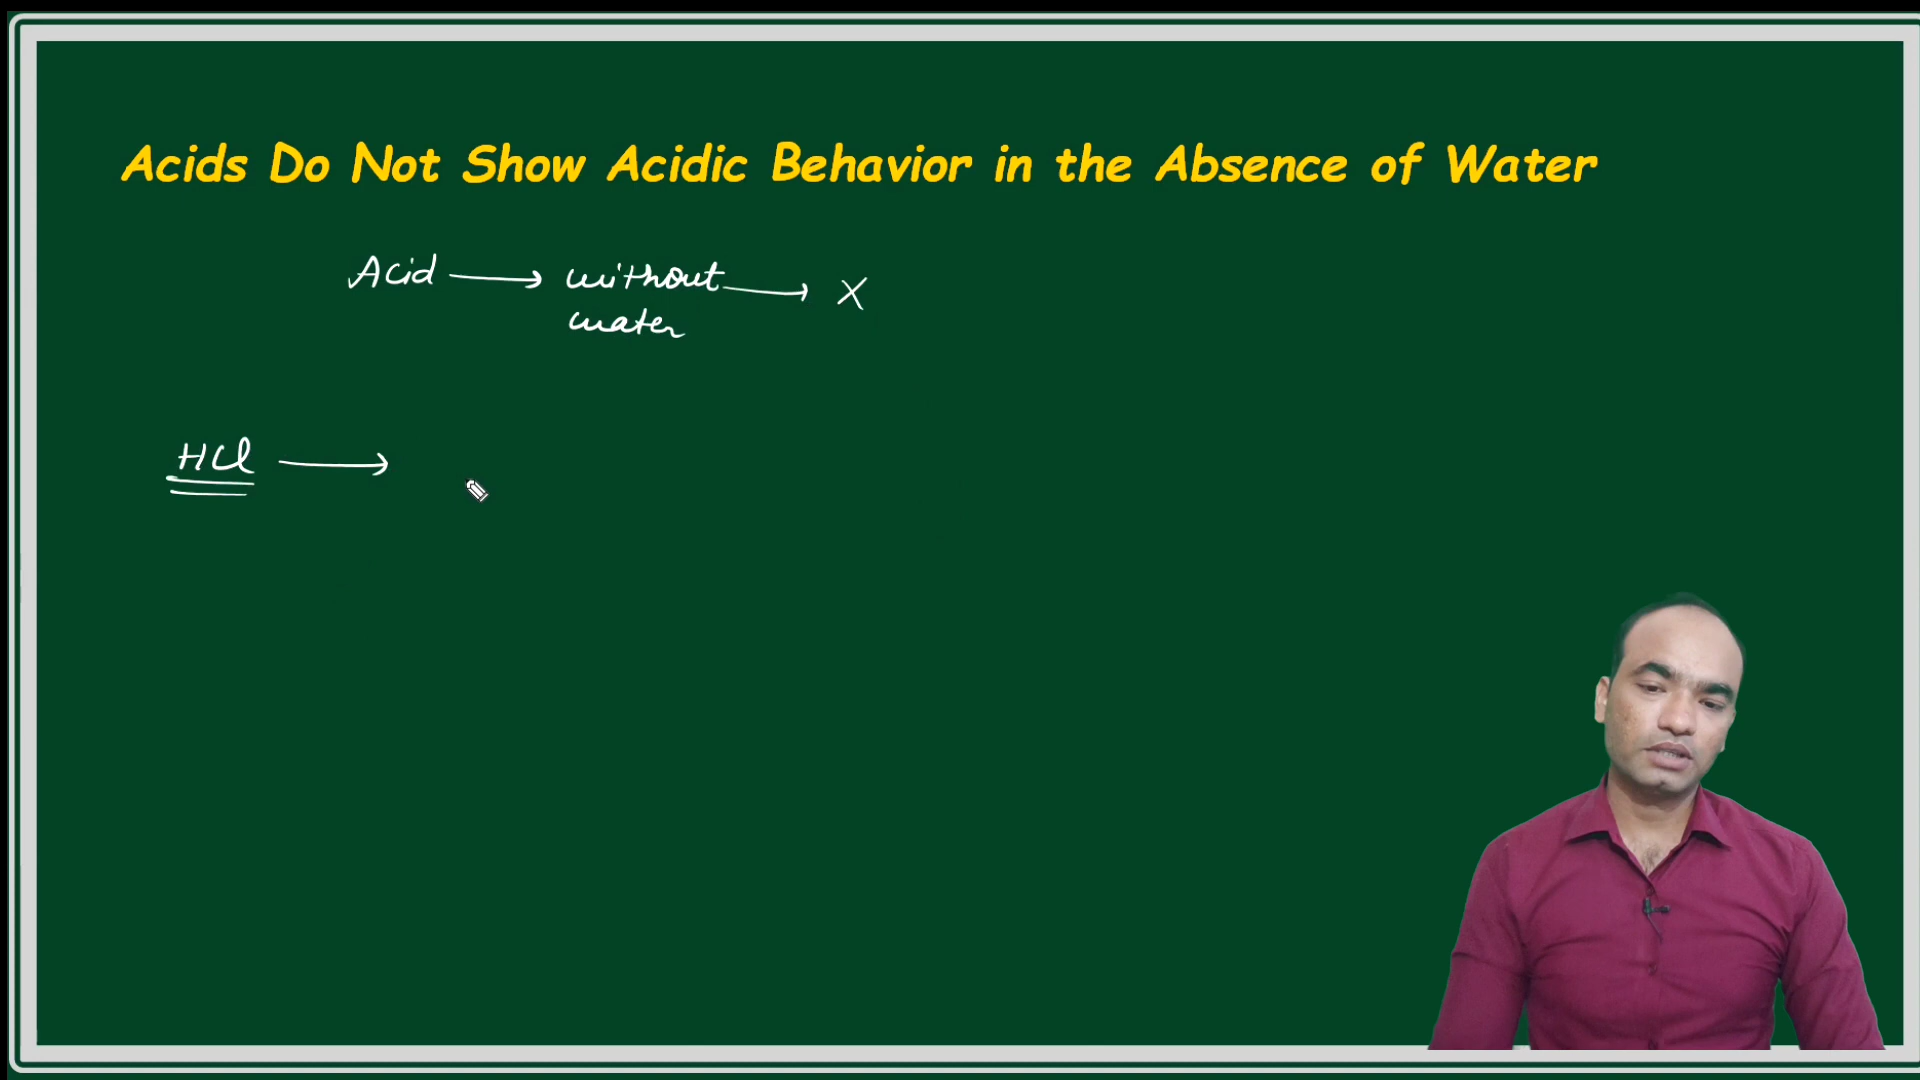 Acids Do Not Show Acidic Behavior in the Absence of Water
Acid → without → X
water
HCl →